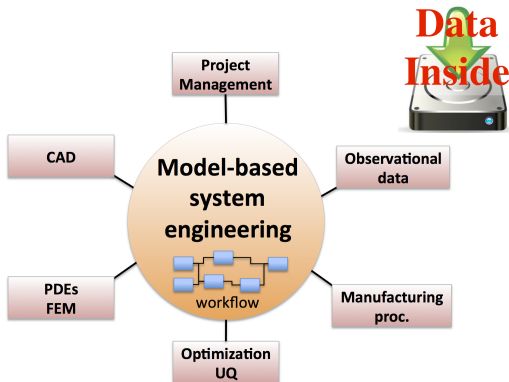 Data
Inside
Project
Management
CAD
Model-based
system
engineering
workflow
Observational
data
PDEs
FEM
Manufacturing
proc.
Optimization
UQ